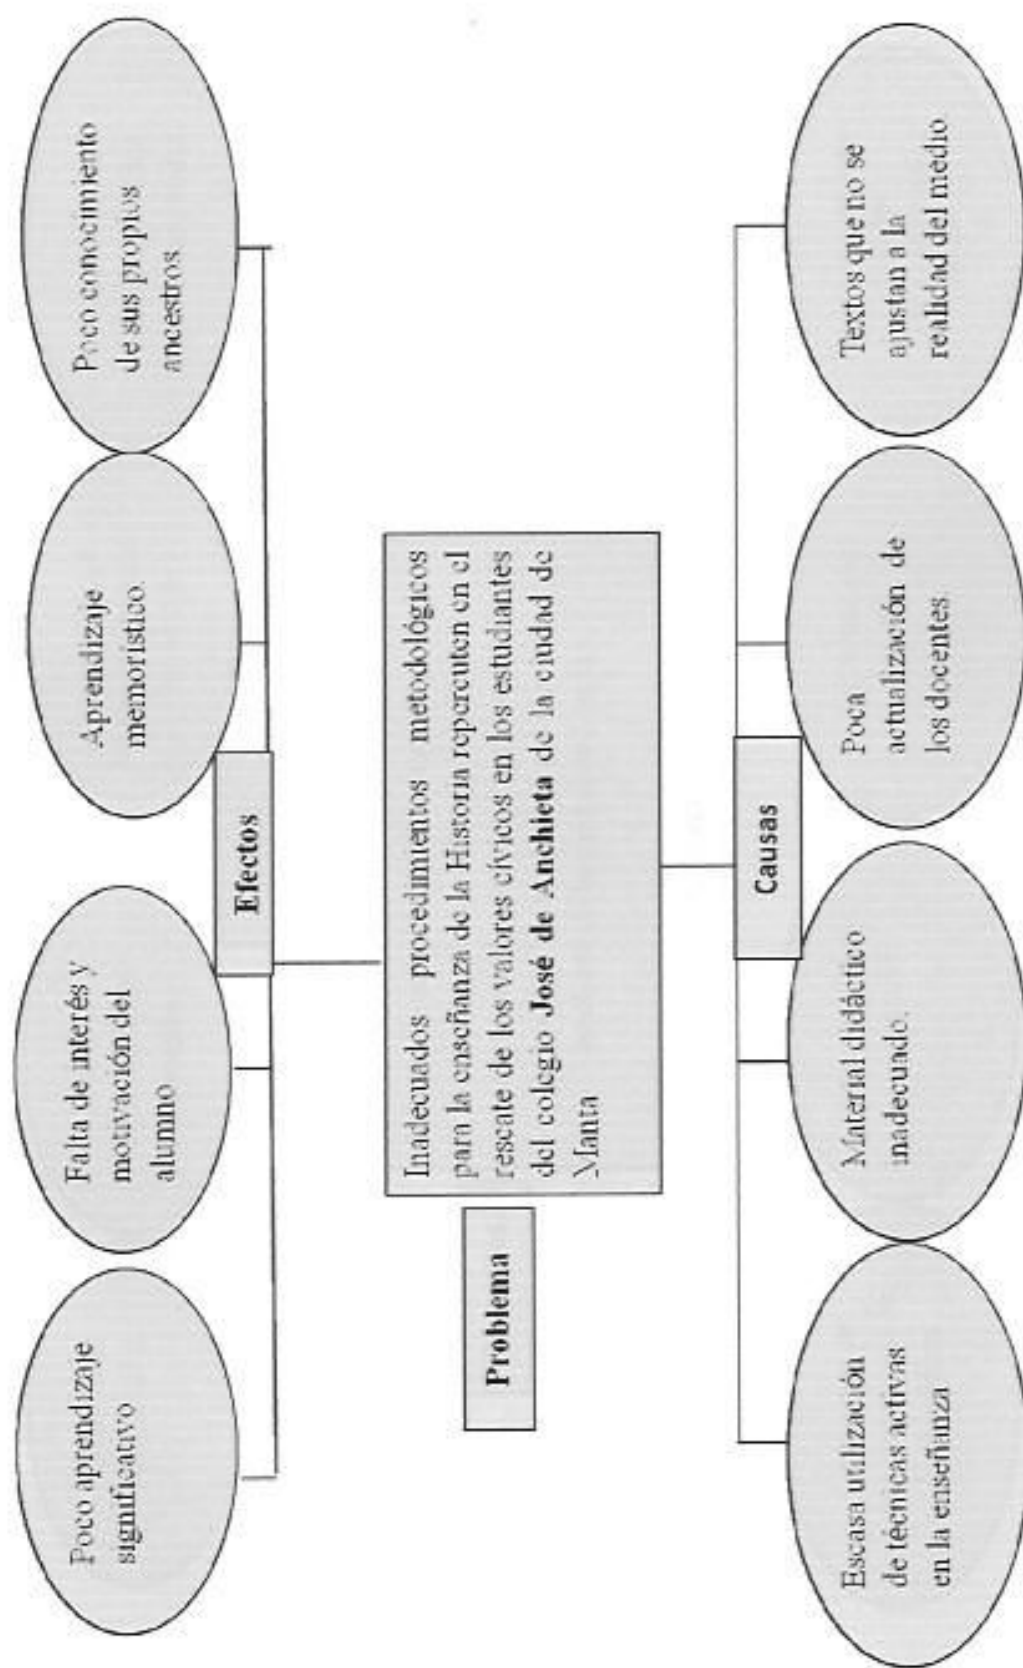 Poco aprendizaje
significativo
Falta de interés y
motivación del
alumno
Aprendizaje
memorístico.
Poco conocimiento
de sus propios
ancestros
Efectos
Problema
Inadecuados procedimientos metodológicos
para la enseñanza de la Historia repercuten en el
rescate de los valores cívicos en los estudiantes
del colegio José de Anchieta de la ciudad de
Manta
Causas
Escasa utilización
de técnicas activas
en la enseñanza
Material didáctico
inadecuado.
Poca
actualización de
los docentes.
Textos que no se
ajustan a la
realidad del medio